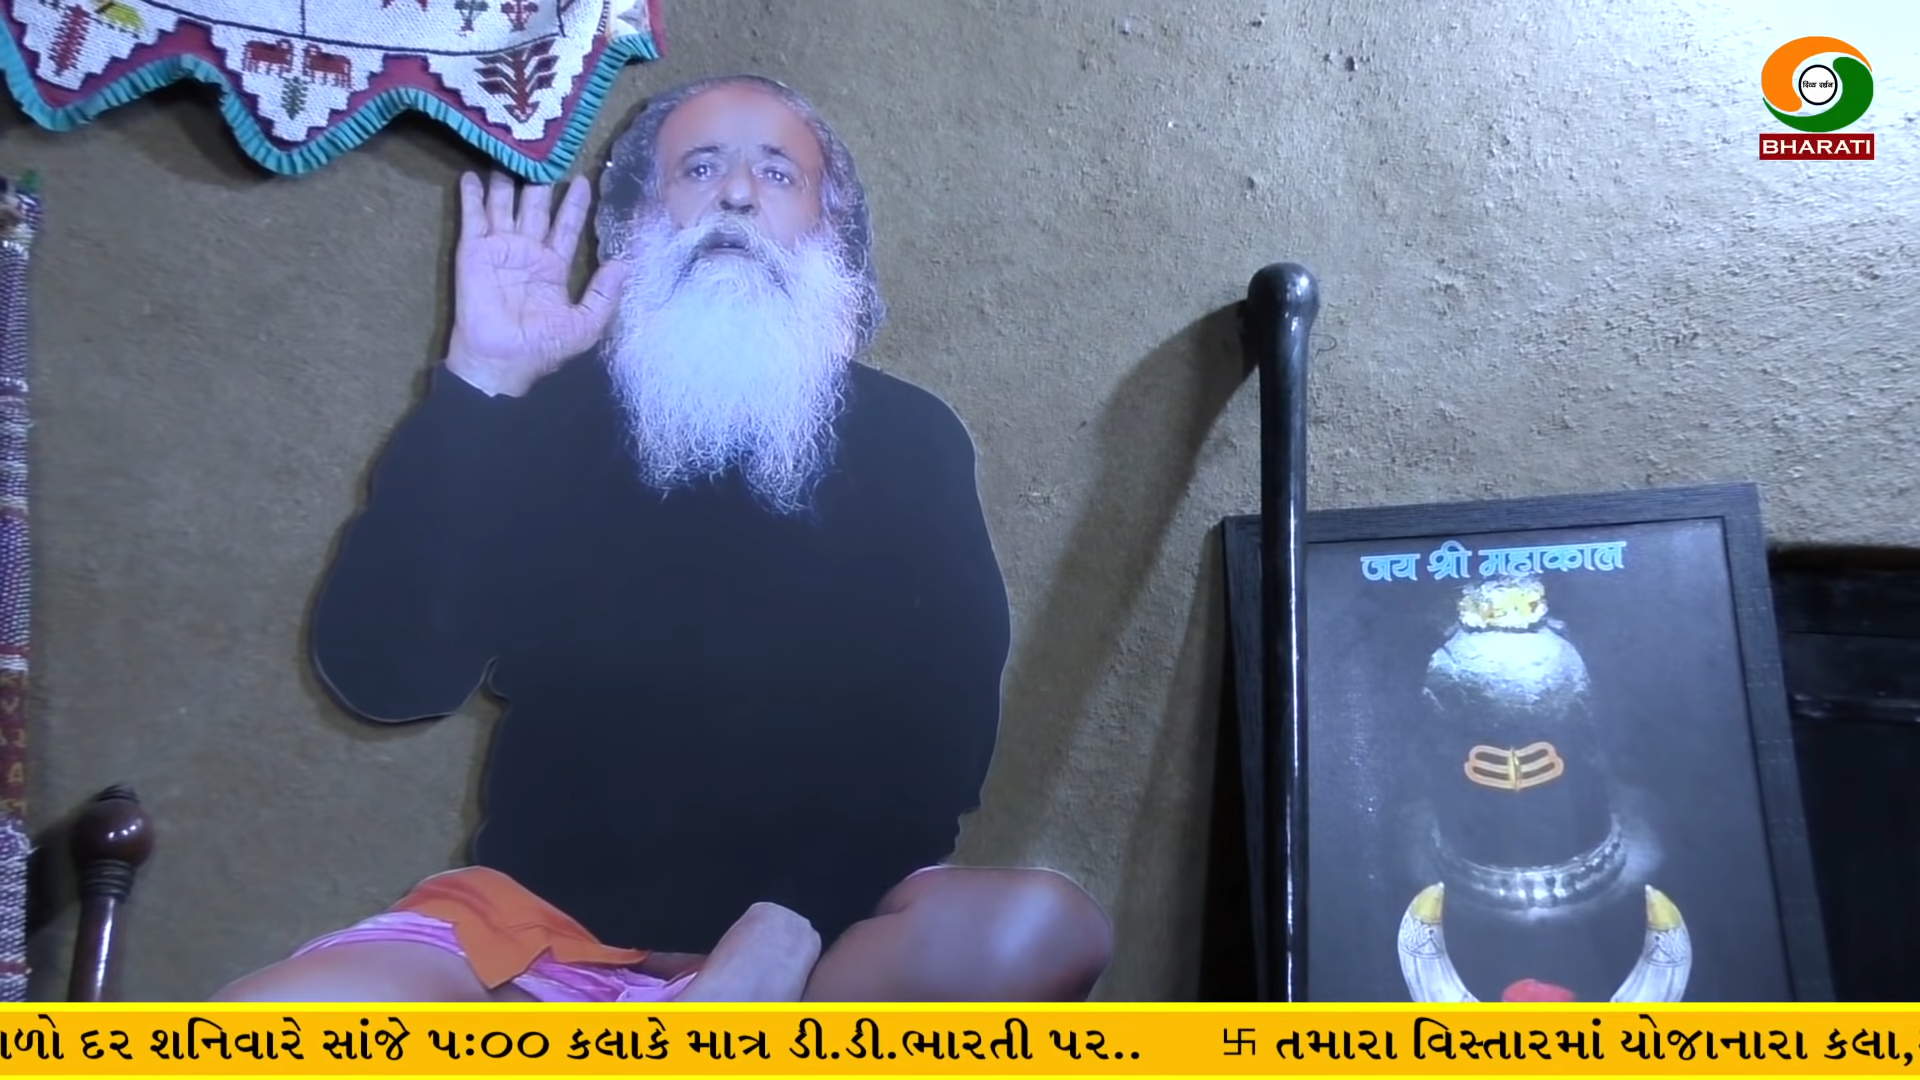 BHARATI
जय श्री महाकाल
ાળો દર શનિવારે સાંજે ૫ઃ૦૦ કલાકે માત્ર ડી.ડી.ભારતી પર.. 卐 તમારા વિસ્તારમાં યોજાનારા કલા,